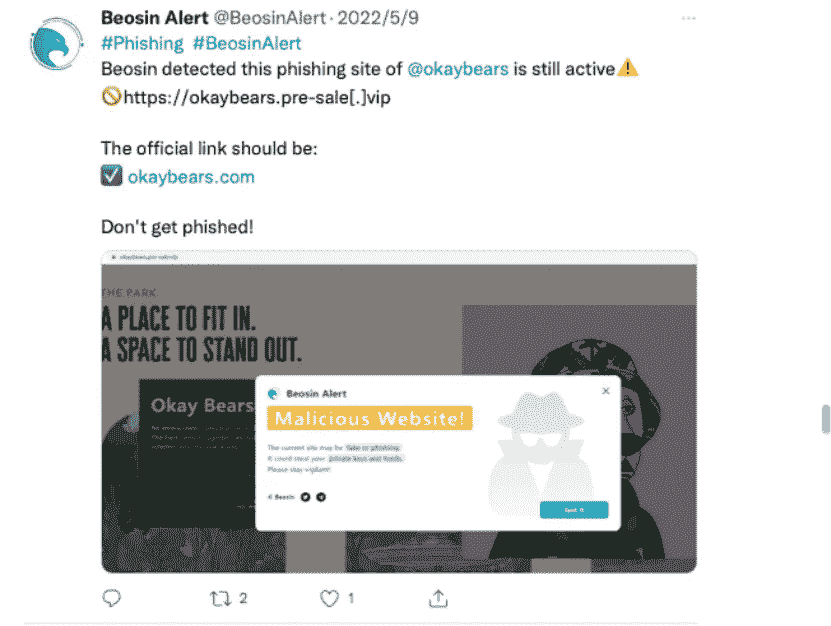 Beosin Alert @BeosinAlert · 2022/5/9
#Phishing #BeosinAlert
Beosin detected this phishing site of @okaybears is still active⚠️
🚫https://okaybears.pre-sale[.]vip
The official link should be:
☑️ okaybears.com
Don't get phished!
THE PARK
A PLACE TO FIT IN.
A SPACE TO STAND OUT.
Okay Bears
Beosin Alert
Malicious Website!
The current site may be fake or phishing.
It could steal your private keys and funds.
Please stay vigilant!
Beosin
Got it
2
1